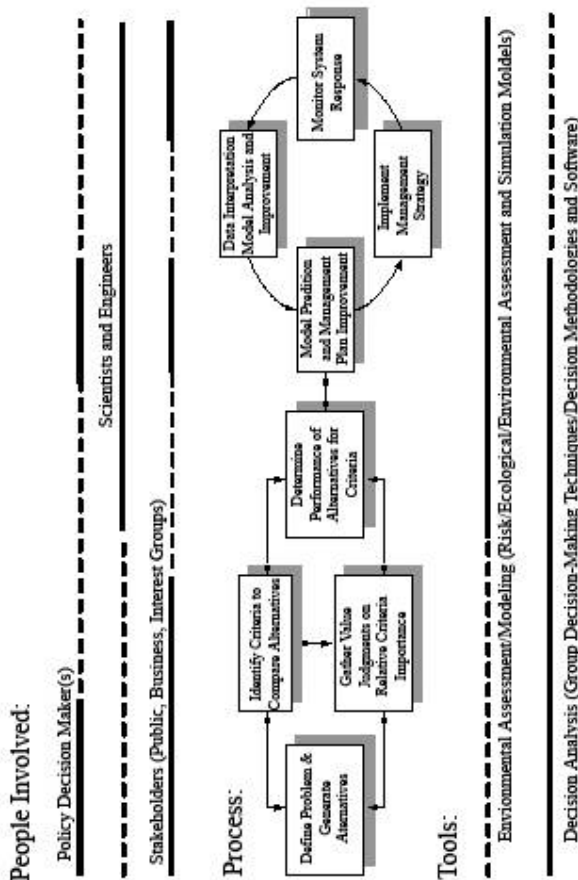 People Involved:
Policy Decision Maker(s)
Scientists and Engineers
Stakeholders (Public, Business, Interest Groups)
Process:
Define Problem &
Generate
Alternatives
Identify Criteria to
Compare Alternatives
Gather Value
Judgments on
Relative Criteria
Importance
Determine
Performance of
Alternatives for
Criteria
Model Predition
and Management
Plan Improvement
Data Interpretation
Model Analysis and
Improvement
Monitor System
Response
Implement
Management
Strategy
Tools:
Envionmental Assessment/Modeling (Risk/Ecological/Environmental Assessment and Simulation Moldels)
Decision Analysis (Group Decision-Making Techniques/Decision Methodologies and Software)